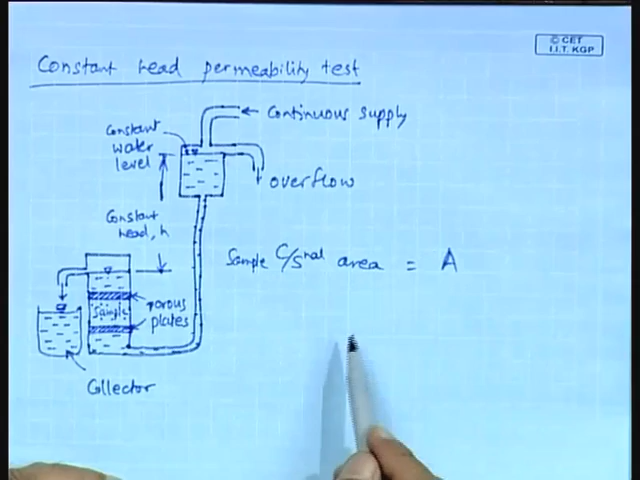 © CET
I.I.T. KGP
Constant head permeability test
Continuous supply
Constant
water
level
overflow
Constant
head, h
Sample C/Snal area = A
Sample
porous
plates
Collector